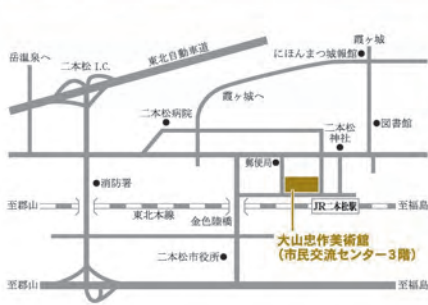 霞ヶ城
東北自動車道
にほんまつ城報館
岳温泉へ
二本松 I.C.
霞ヶ城へ
二本松病院
二本松
神社
図書館
郵便局
消防署
至郡山
東北本線
金色陸橋
JR二本松駅
至福島
大山忠作美術館
(市民交流センター3階)
二本松市役所
至郡山
至福島